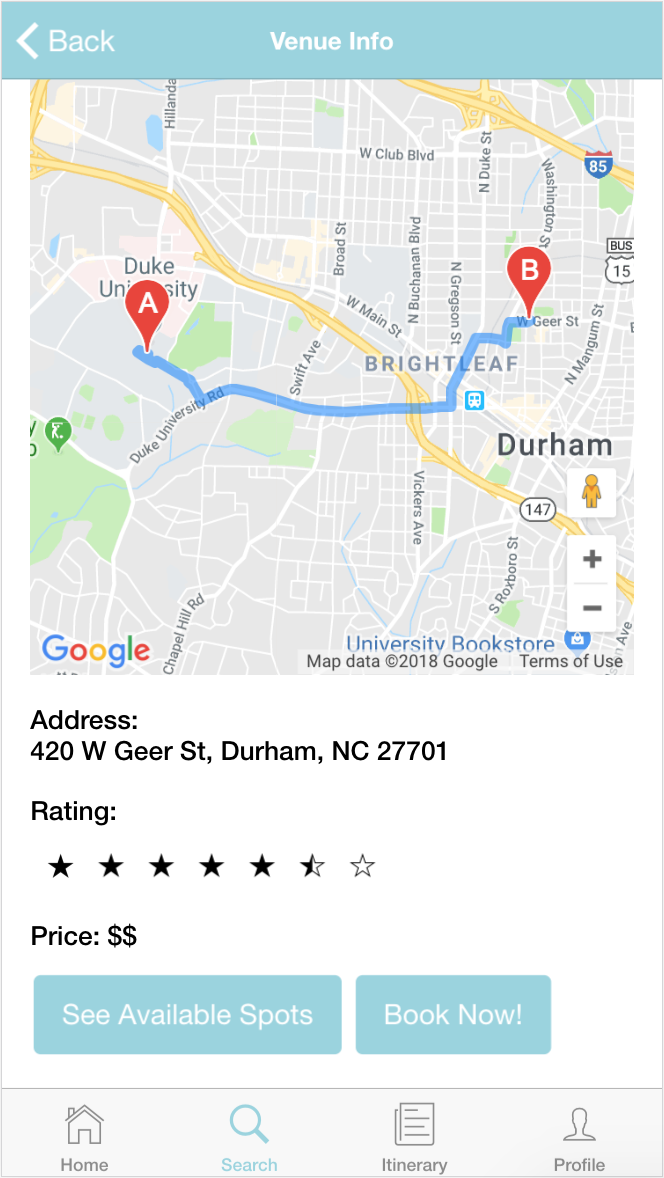 Back
Venue Info
Hillanda
W Club Blvd
N Duke St
Washington St
85
BUS
15
Duke
University
A
B
Broad St
N Buchanan Blvd
N Gregson St
W Main St
W Geer St
N Mangum St
BRIGHTLEAF
Swift Ave
Duke University Rd
Durham
147
Vickers Ave
S Roxboro St
Chapel Hill Rd
University Bookstore
Google
Map data ©2018 Google
Terms of Use
Address:
420 W Geer St, Durham, NC 27701
Rating:
Price: $$
See Available Spots
Book Now!
Home
Search
Itinerary
Profile